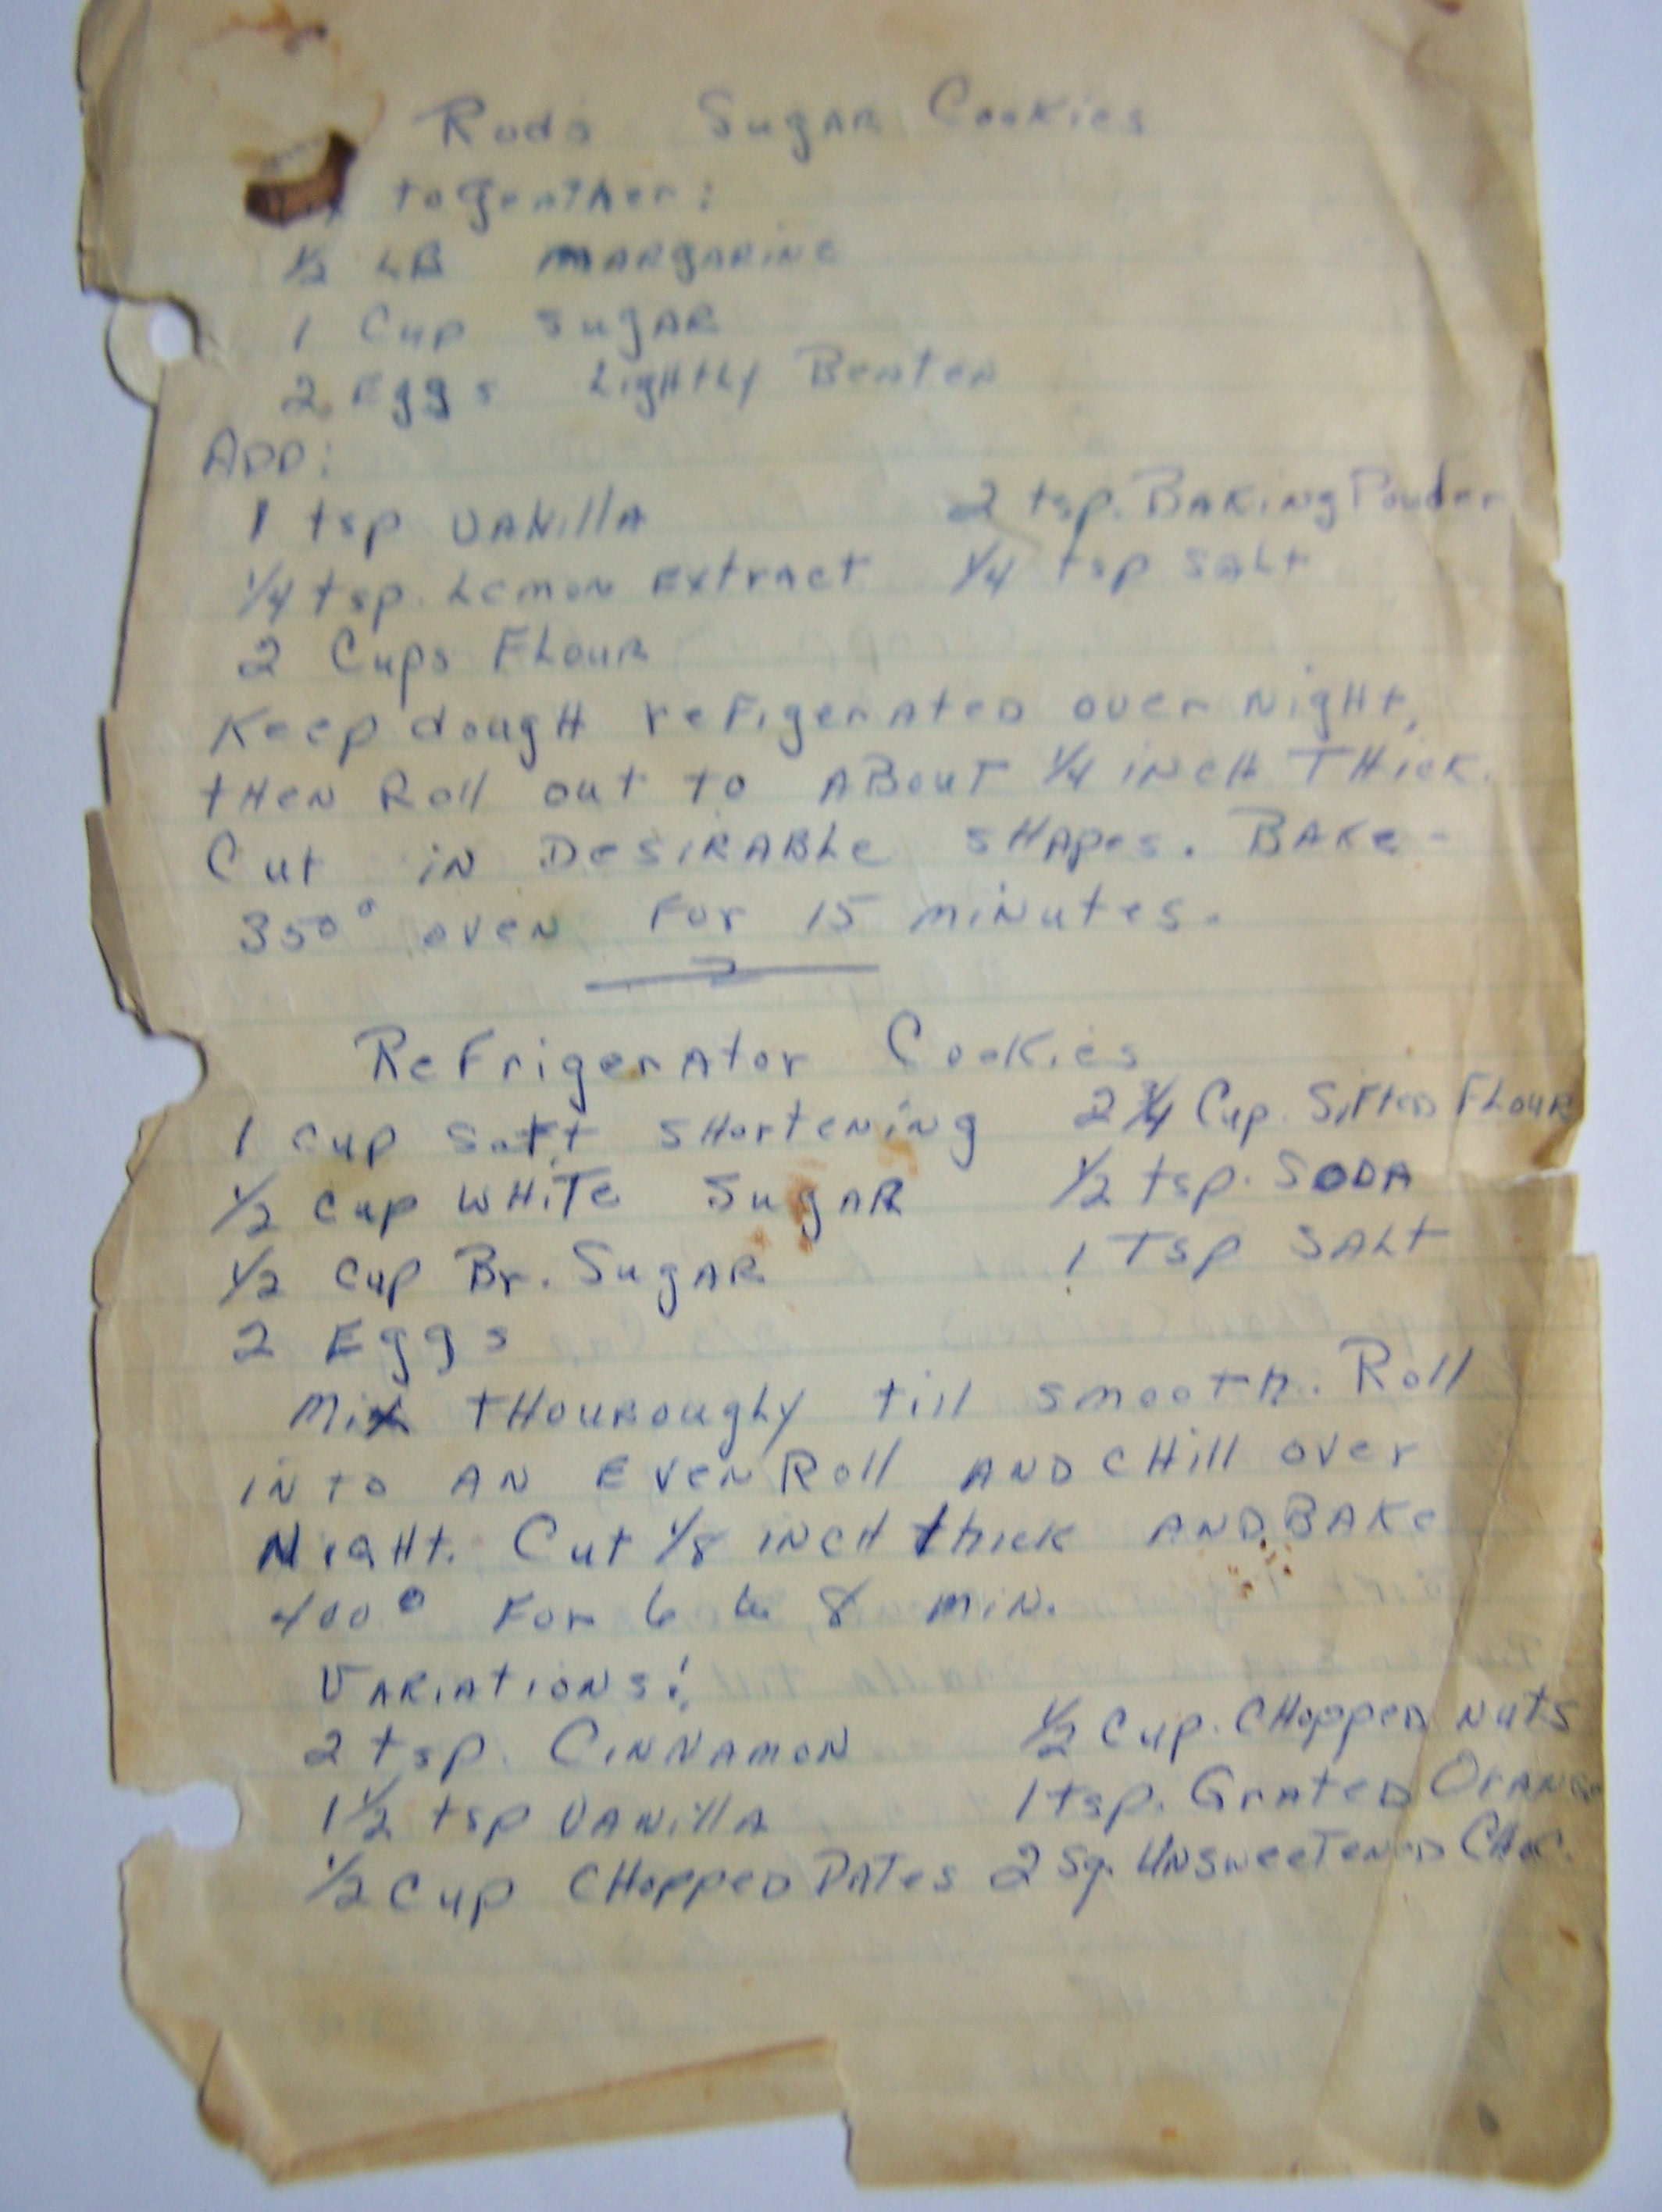 Rods Sugar Cookies
togeather:
1/2 LB margarine
1 Cup sugar
2 Eggs Lightly Beaten
ADD:
1 tsp vanilla 2 tsp. Baking Powder
1/4 tsp. Lemon Extract 1/4 tsp salt
2 Cups Flour
Keep dough refigerated over night,
then Roll out to about 1/4 inch thick.
Cut in Desirable shapes. Bake -
350° oven for 15 minutes.
Refrigerator Cookies
1 cup soft shortening 2 3/4 Cup. Sifted Flour
1/2 cup white Sugar 1/2 tsp. SODA
1/2 cup Br. Sugar 1 Tsp Salt
2 Eggs
Mix thouroughly till smooth. Roll
into an even Roll and chill over
Night. Cut 1/8 inch thick and Bake
400° For 6 to 8 min.
Variations:
2 tsp. Cinnamon 1/2 cup. Chopped nuts
1 1/2 tsp vanilla 1 tsp. Grated Orange
1/2 cup Chopped Dates 2 sq. Unsweetened Choc.